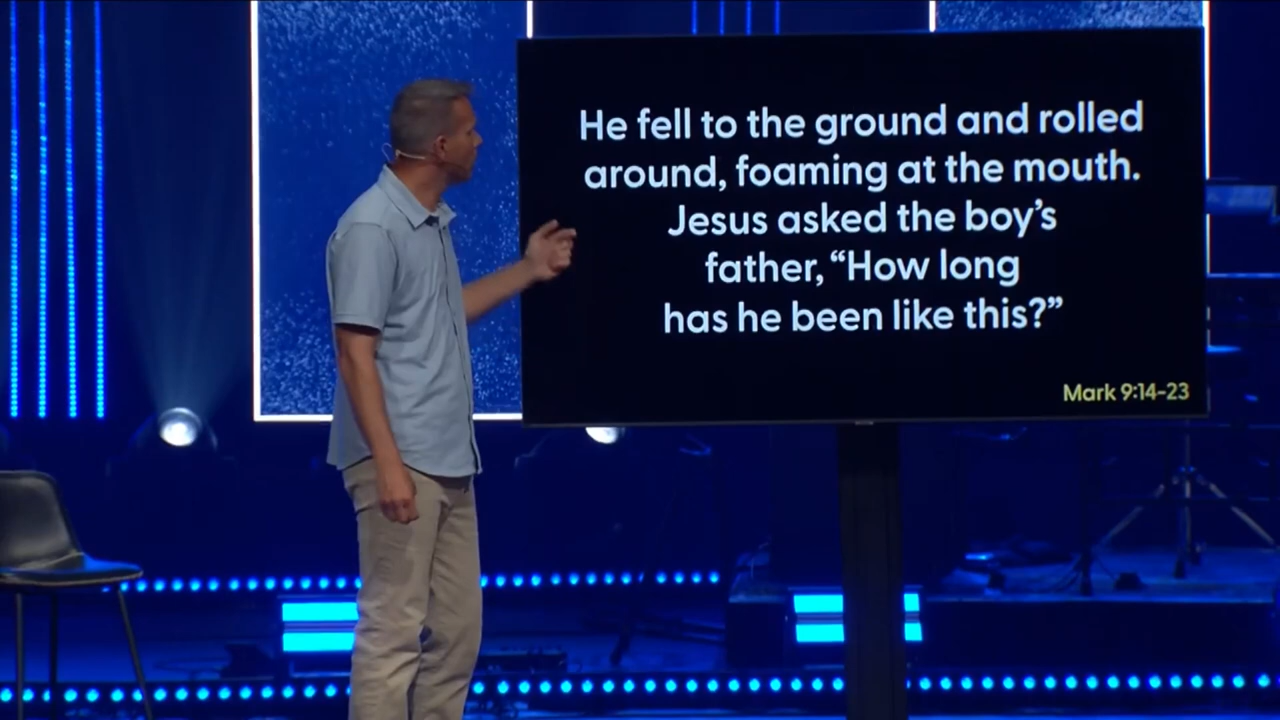 He fell to the ground and rolled
around, foaming at the mouth.
Jesus asked the boy’s
father, “How long
has he been like this?”
Mark 9:14-23